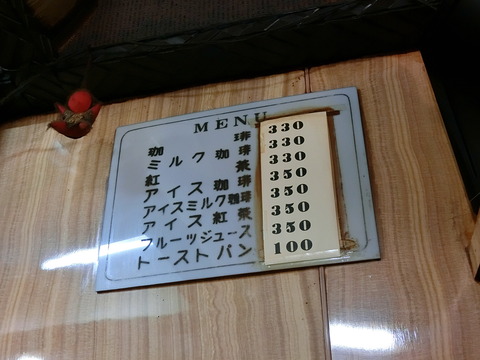 MENU
珈琲 330
ミルク珈琲 330
紅茶 330
アイス珈琲 350
アイスミルク珈琲 350
アイス紅茶 350
フルーツジュース 350
トーストパン 100